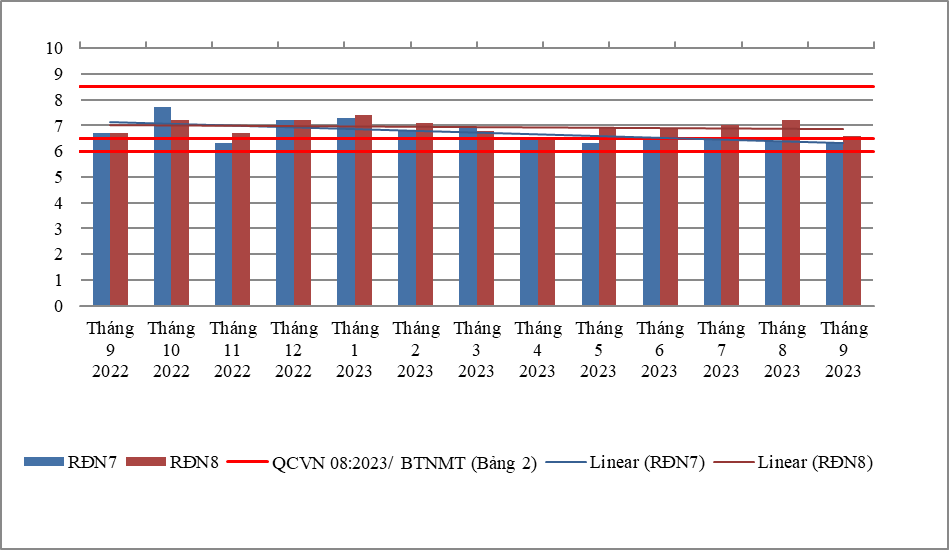 10
9
8
7
6
5
4
3
2
1
0
Tháng Tháng Tháng Tháng Tháng Tháng Tháng Tháng Tháng Tháng Tháng Tháng Tháng
9 10 11 12 1 2 3 4 5 6 7 8 9
2022 2022 2022 2022 2023 2023 2023 2023 2023 2023 2023 2023 2023
RĐN7 RĐN8 QCVN 08:2023/ BTNMT (Bảng 2) Linear (RĐN7) Linear (RĐN8)